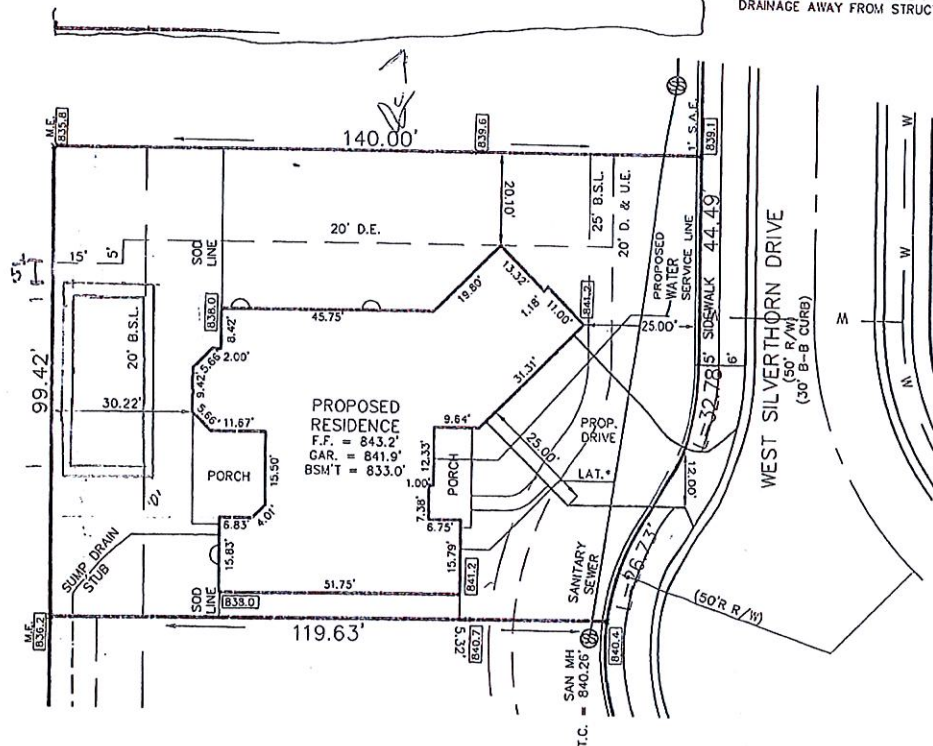 DRAINAGE AWAY FROM STRUC
M.E.
835.8
140.00'
839.6
1' S.A.E.
839.1
20.10'
25' B.S.L.
20' D. & U.E.
20' D.E.
15'
5'
SOD
LINE
20' B.S.L.
99.42'
30.22'
838.0
8.42'
2.00'
5.66'
9.42'
5.66'
11.67'
45.75'
19.80'
13.32'
1.18'
11.00'
841.2
25.00'
31.31'
PROPOSED
WATER
SERVICE LINE
5' SIDEWALK
44.49'
L=32.78'
6'
WEST SILVERTHORN DRIVE
(50' R/W)
(30' B-B CURB)
W
W
W
W
W
PROPOSED
RESIDENCE
F.F. = 843.2'
GAR. = 841.9'
BSM'T = 833.0'
9.64'
12.33'
1.00'
7.38'
6.75'
PORCH
25.00'
PROP.
DRIVE
LAT.*
12.00'
PORCH
15.50'
4.01'
6.83'
15.83'
15.79'
51.75'
841.2
838.0
SOD
LINE
SUMP DRAIN
STUB
SANITARY
SEWER
L=26.73'
(50'R R/W)
M.E.
836.2
119.63'
5.32'
840.7
840.4
SAN MH
T.C. = 840.26'